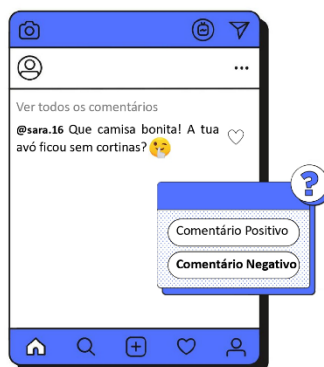 Ver todos os comentários
@sara.16 Que camisa bonita! A tua
avó ficou sem cortinas?
?
Comentário Positivo
Comentário Negativo